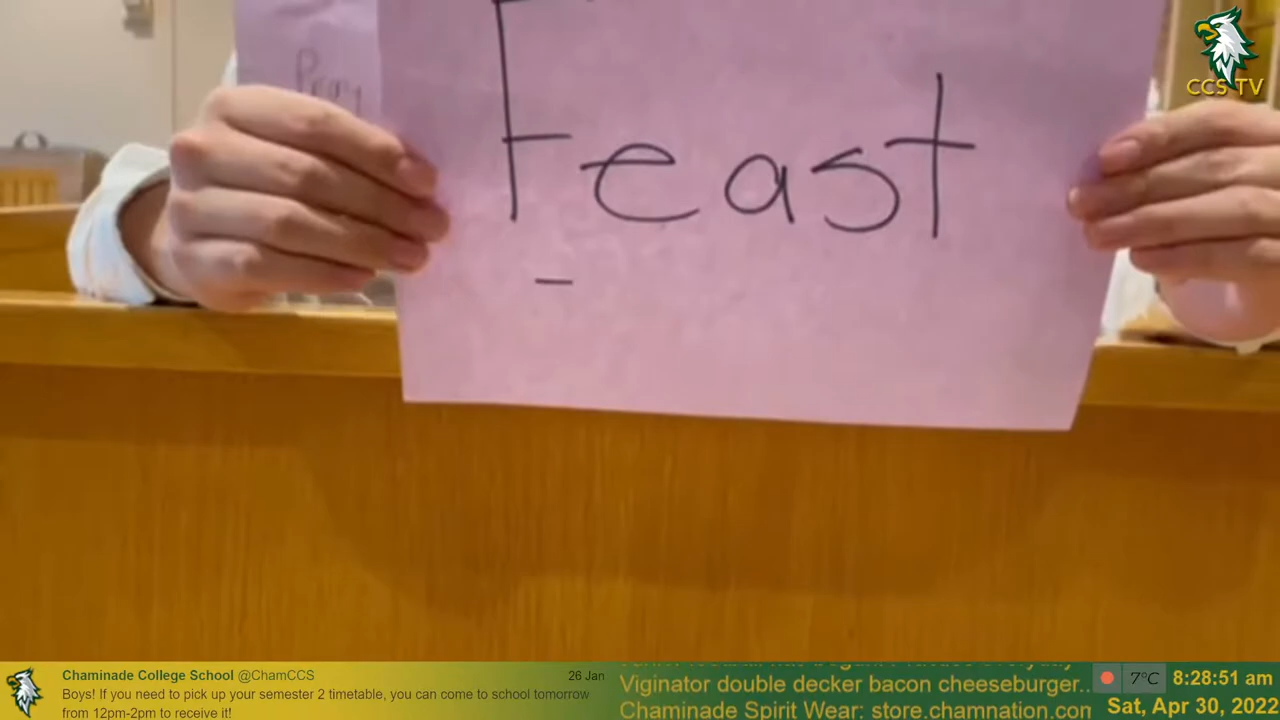 Pray
Feast
CCS TV
Chaminade College School @ChamCCS 26 Jan
Boys! If you need to pick up your semester 2 timetable, you can come to school tomorrow
from 12pm-2pm to receive it!
Viginator double decker bacon cheeseburger..
Chaminade Spirit Wear: store.chamnation.com
7°C
8:28:51 am
Sat, Apr 30, 2022